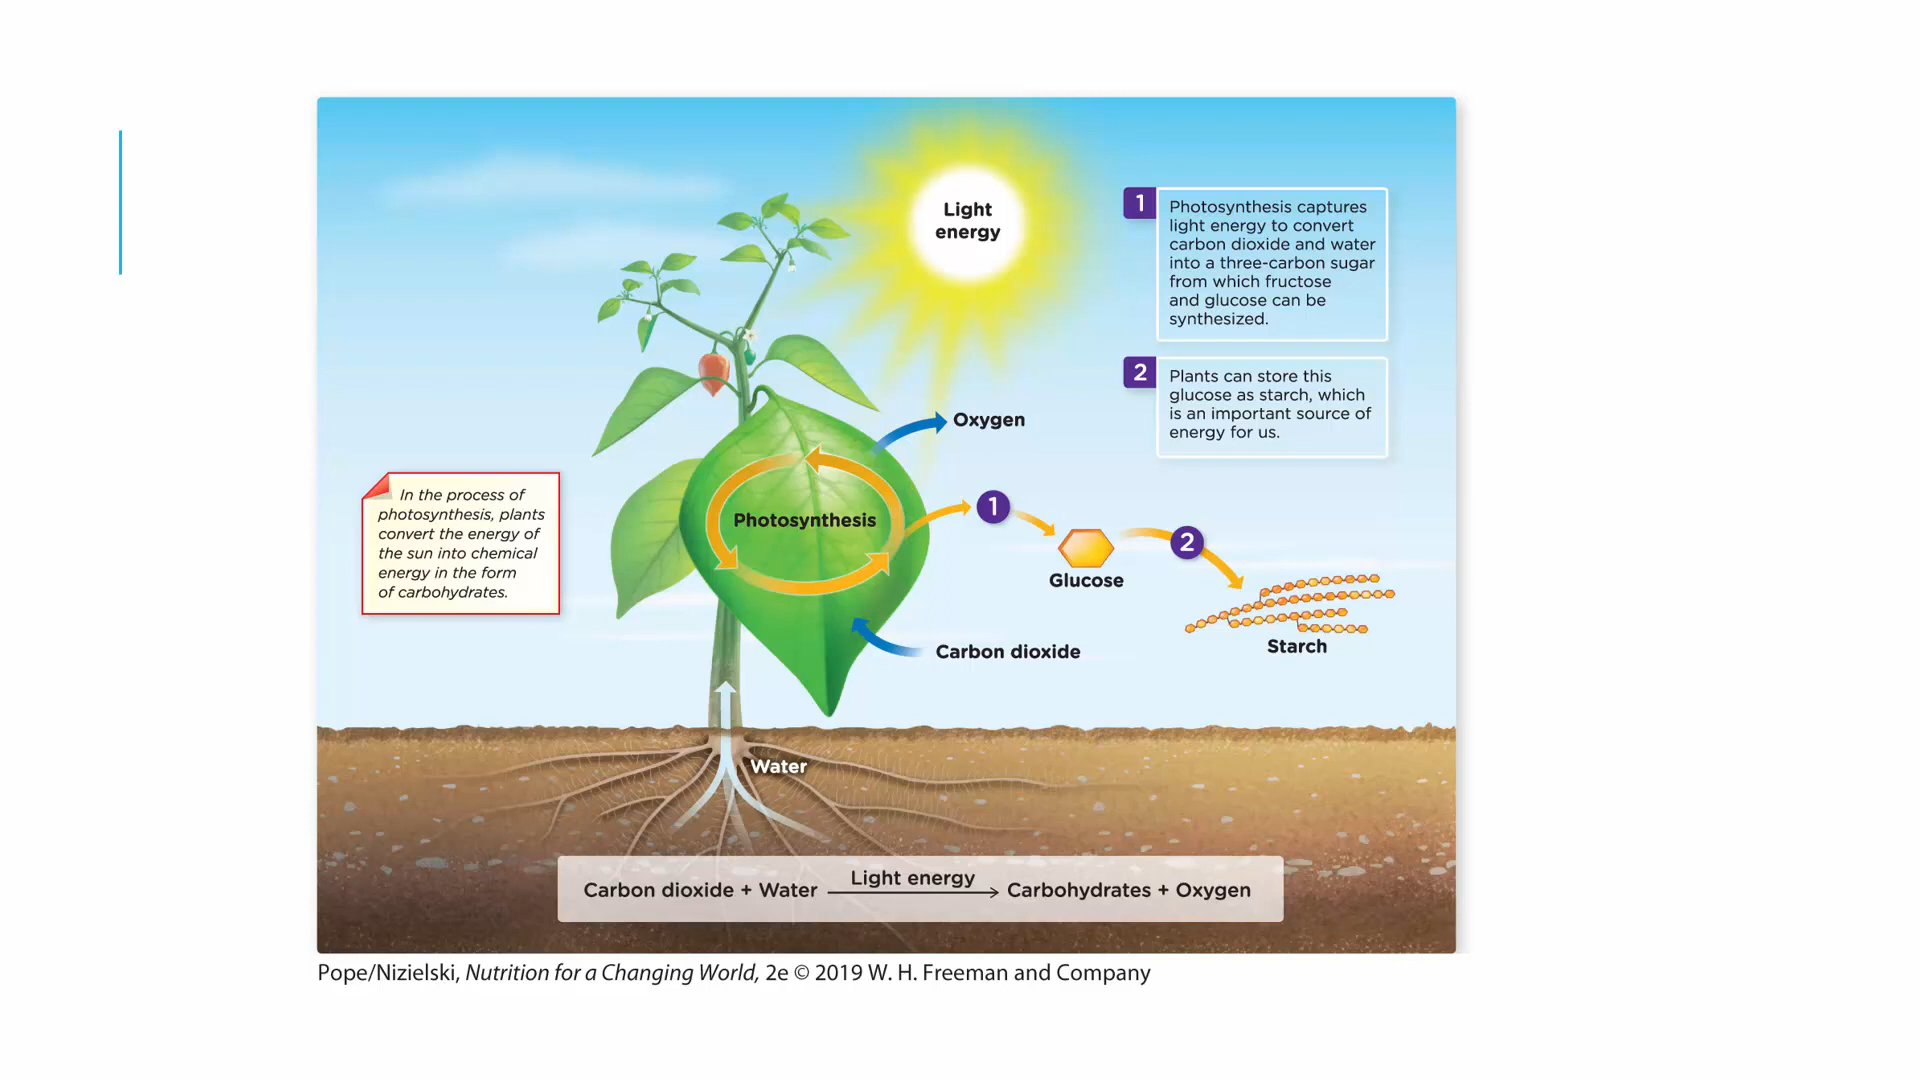 Light
energy
1
Photosynthesis captures
light energy to convert
carbon dioxide and water
into a three-carbon sugar
from which fructose
and glucose can be
synthesized.
2
Plants can store this
glucose as starch, which
is an important source of
energy for us.
Oxygen
In the process of
photosynthesis, plants
convert the energy of
the sun into chemical
energy in the form
of carbohydrates.
Photosynthesis
1
2
Glucose
Starch
Carbon dioxide
Water
Light energy
Carbon dioxide + Water ⟶ Carbohydrates + Oxygen
Pope/Nizielski, Nutrition for a Changing World, 2e © 2019 W. H. Freeman and Company